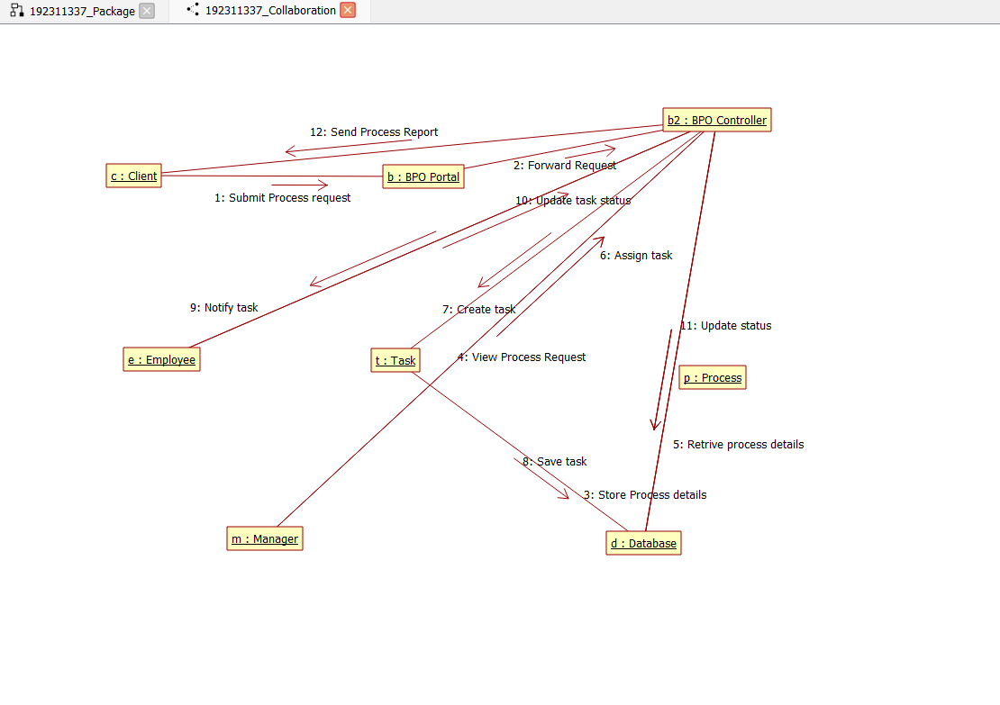 192311337_Package
192311337_Collaboration
b2 : BPO Controller
12: Send Process Report
c : Client
b : BPO Portal
2: Forward Request
1: Submit Process request
10: Update task status
6: Assign task
9: Notify task
7: Create task
11: Update status
e : Employee
t : Task
4: View Process Request
p : Process
5: Retrive process details
8: Save task
3: Store Process details
m : Manager
d : Database